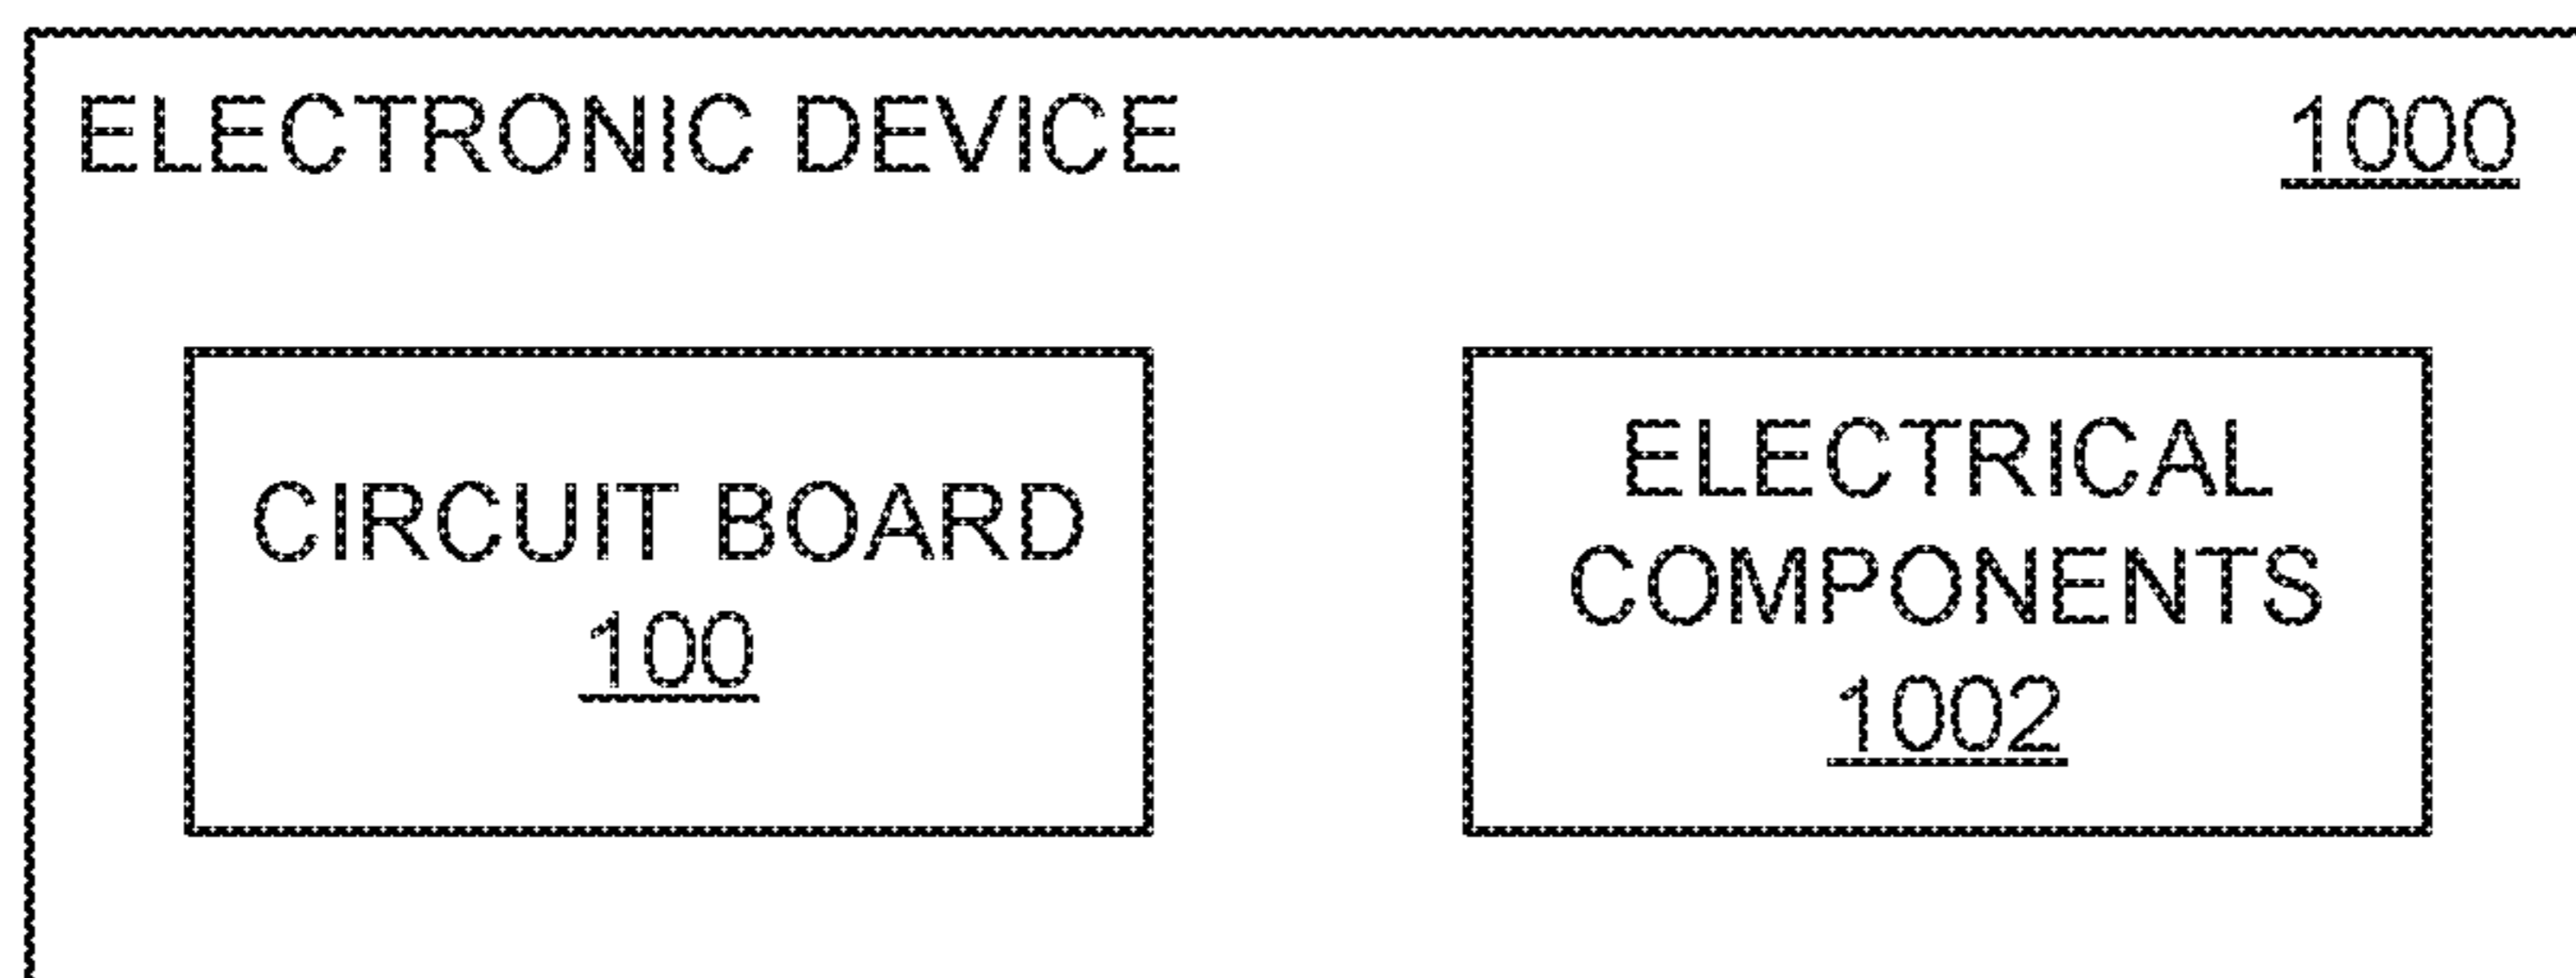 ELECTRONIC DEVICE 1000
CIRCUIT BOARD
100
ELECTRICAL
COMPONENTS
1002